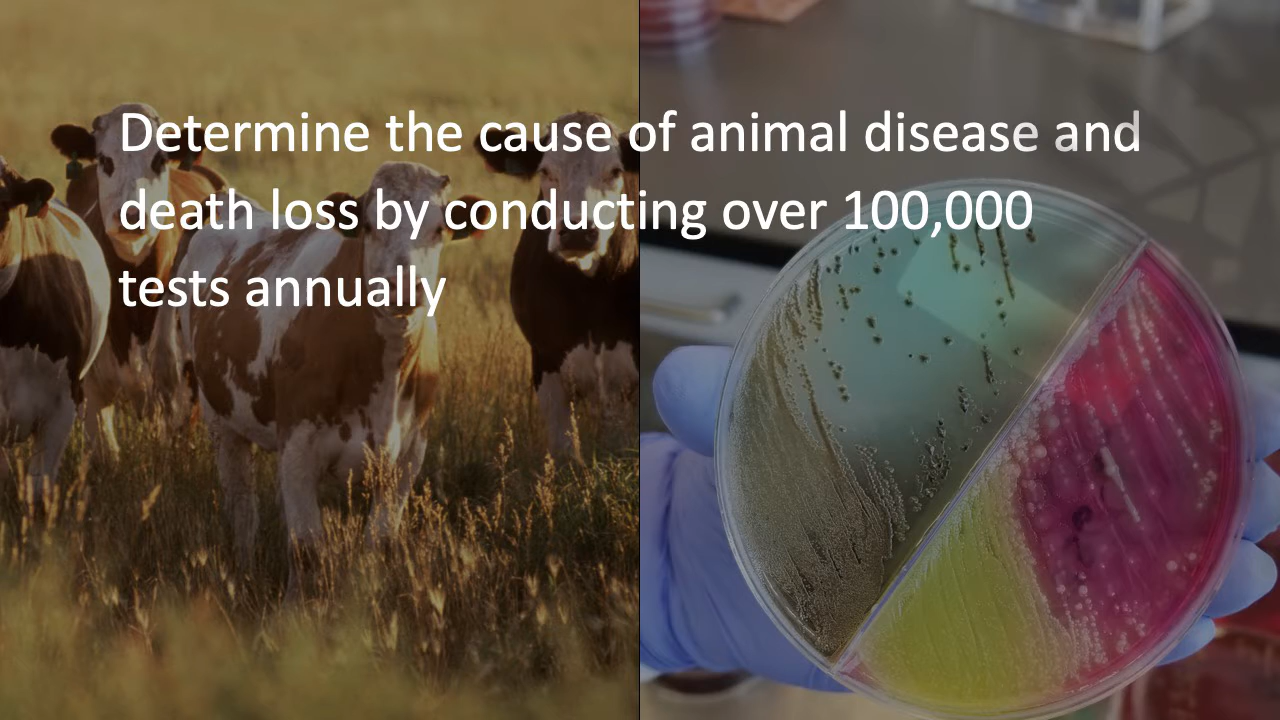 Determine the cause of animal disease and
death loss by conducting over 100,000
tests annually